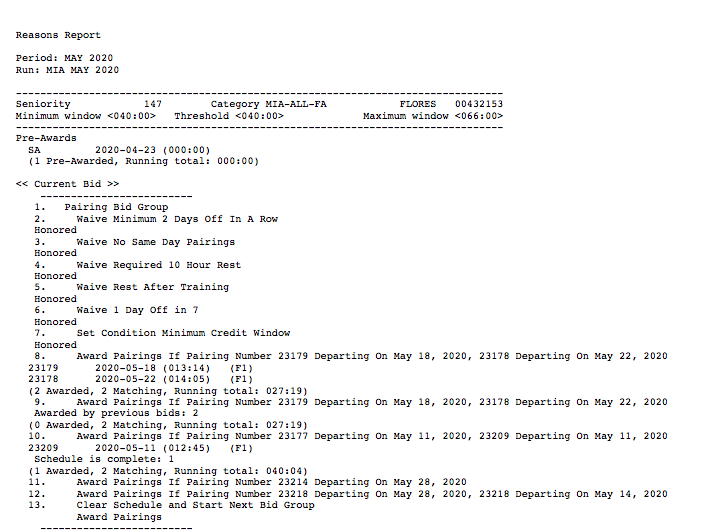 Reasons Report
Period: MAY 2020
Run: MIA MAY 2020
--------------------------------------------------------------------------------
Seniority 147 Category MIA-ALL-FA FLORES 00432153
Minimum window <040:00> Threshold <040:00> Maximum window <066:00>
--------------------------------------------------------------------------------
Pre-Awards
SA 2020-04-23 (000:00)
(1 Pre-Awarded, Running total: 000:00)
<< Current Bid >>
-------------------------
1. Pairing Bid Group
2. Waive Minimum 2 Days Off In A Row
Honored
3. Waive No Same Day Pairings
Honored
4. Waive Required 10 Hour Rest
Honored
5. Waive Rest After Training
Honored
6. Waive 1 Day Off in 7
Honored
7. Set Condition Minimum Credit Window
Honored
8. Award Pairings If Pairing Number 23179 Departing On May 18, 2020, 23178 Departing On May 22, 2020
23179 2020-05-18 (013:14) (F1)
23178 2020-05-22 (014:05) (F1)
(2 Awarded, 2 Matching, Running total: 027:19)
9. Award Pairings If Pairing Number 23179 Departing On May 18, 2020, 23178 Departing On May 22, 2020
Awarded by previous bids: 2
(0 Awarded, 2 Matching, Running total: 027:19)
10. Award Pairings If Pairing Number 23177 Departing On May 11, 2020, 23209 Departing On May 11, 2020
23209 2020-05-11 (012:45) (F1)
Schedule is complete: 1
(1 Awarded, 2 Matching, Running total: 040:04)
11. Award Pairings If Pairing Number 23214 Departing On May 28, 2020
12. Award Pairings If Pairing Number 23218 Departing On May 28, 2020, 23218 Departing On May 14, 2020
13. Clear Schedule and Start Next Bid Group
Award Pairings
-------------------------